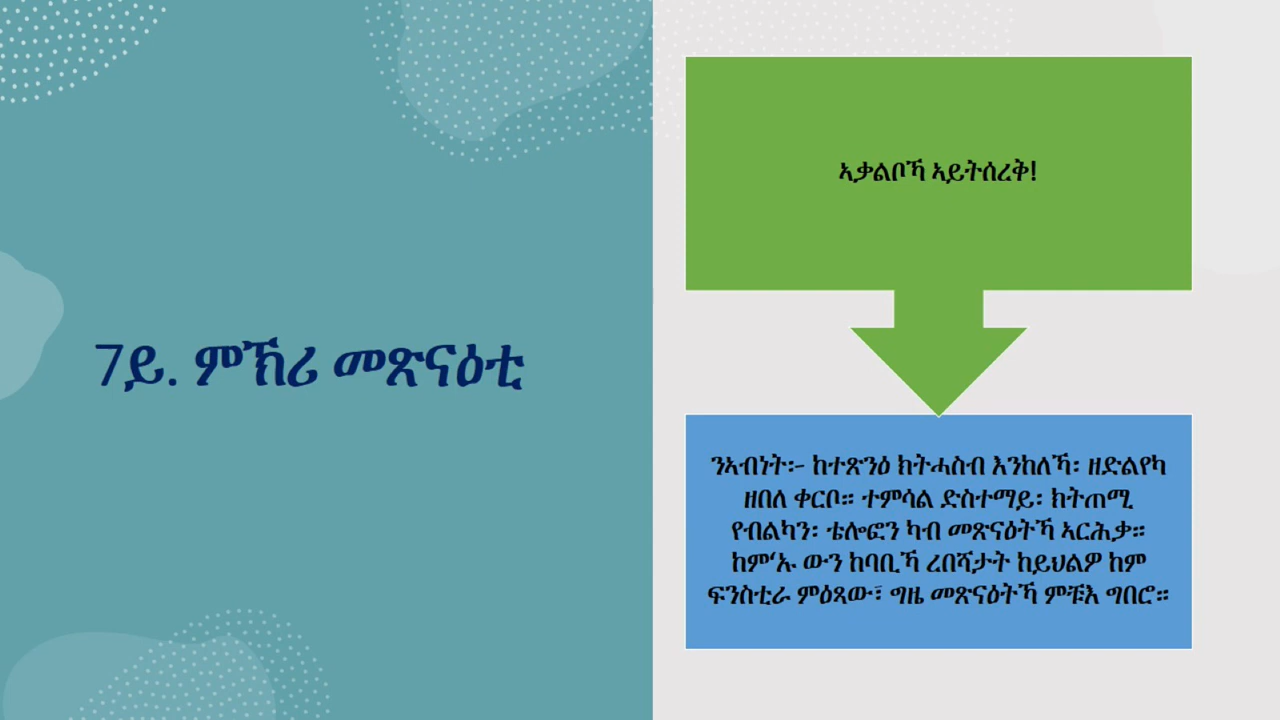 7ይ. ምኽሪ መጽናዕቲ
ኣቃልቦኻ ኣይትሰረቅ!
ንኣብነት፦ ከተጽንዕ ክትሓስብ እንከለኻ፡ ዘድልየካ
ዘበለ ቀርቦ። ተምሳል ድስተማይ፡ ክትጠሚ
የብልካን፡ ቴሎፎን ካብ መጽናዕትኻ ኣርሕቃ።
ከም‘ኡ ውን ከባቢኻ ረበሻታት ከይህልዎ ከም
ፍንስቲራ ምዕጻው፣ ግዜ መጽናዕትኻ ምቹእ ግበሮ።